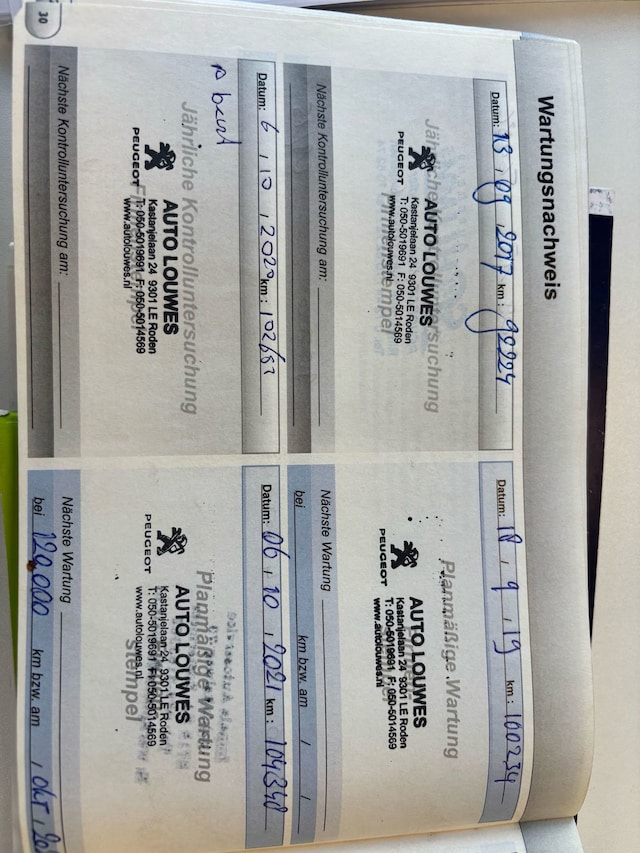 Wartungsnachweis
Datum: 13, 09, 2017 km: 92224
Jährliche Kontrolluntersuchung
Firmenstempel
PEUGEOT
AUTO LOUWES
Kastanjelaan 24 9301 LE Roden
T: 050-5019691 F: 050-5014569
www.autolouwes.nl
Nächste Kontrolluntersuchung am:
Datum: 18, 9, 19 km: 100234
Planmäßige Wartung
PEUGEOT
AUTO LOUWES
Kastanjelaan 24 9301 LE Roden
T: 050-5019691 F: 050-5014569
www.autolouwes.nl
Nächste Wartung
bei km bzw. am / /
Datum: 6, 10, 2020 km: 102/
Jährliche Kontrolluntersuchung
PEUGEOT
AUTO LOUWES
Kastanjelaan 24 9301 LE Roden
T: 050-5019691 F: 050-5014569
www.autolouwes.nl
Nächste Kontrolluntersuchung am:
Datum: 06, 10, 2021 km: 104.348
Planmäßige Wartung
Stempel
PEUGEOT
AUTO LOUWES
Kastanjelaan 24 9301 LE Roden
T: 050-5019691 F: 050-5014569
www.autolouwes.nl
Nächste Wartung
bei 120.000 km bzw. am , okt,
30